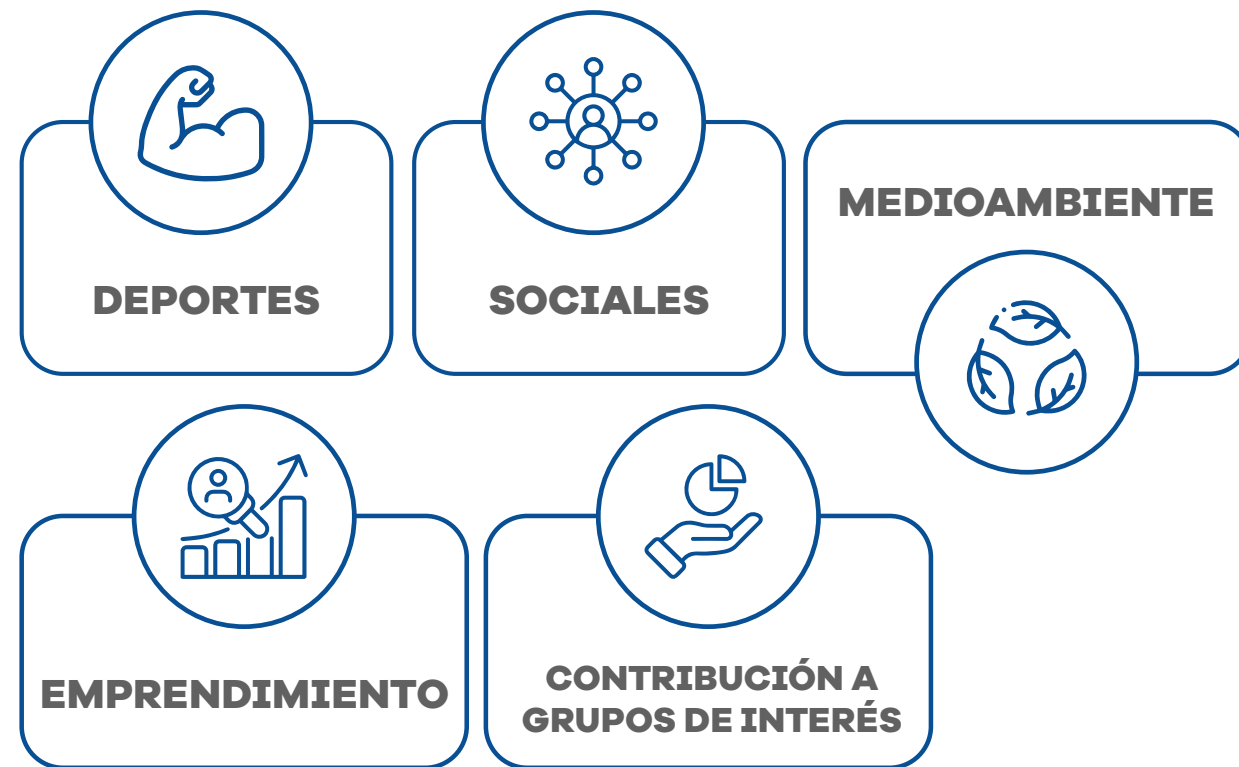 DEPORTES
SOCIALES
MEDIOAMBIENTE
EMPRENDIMIENTO
CONTRIBUCIÓN A
GRUPOS DE INTERÉS